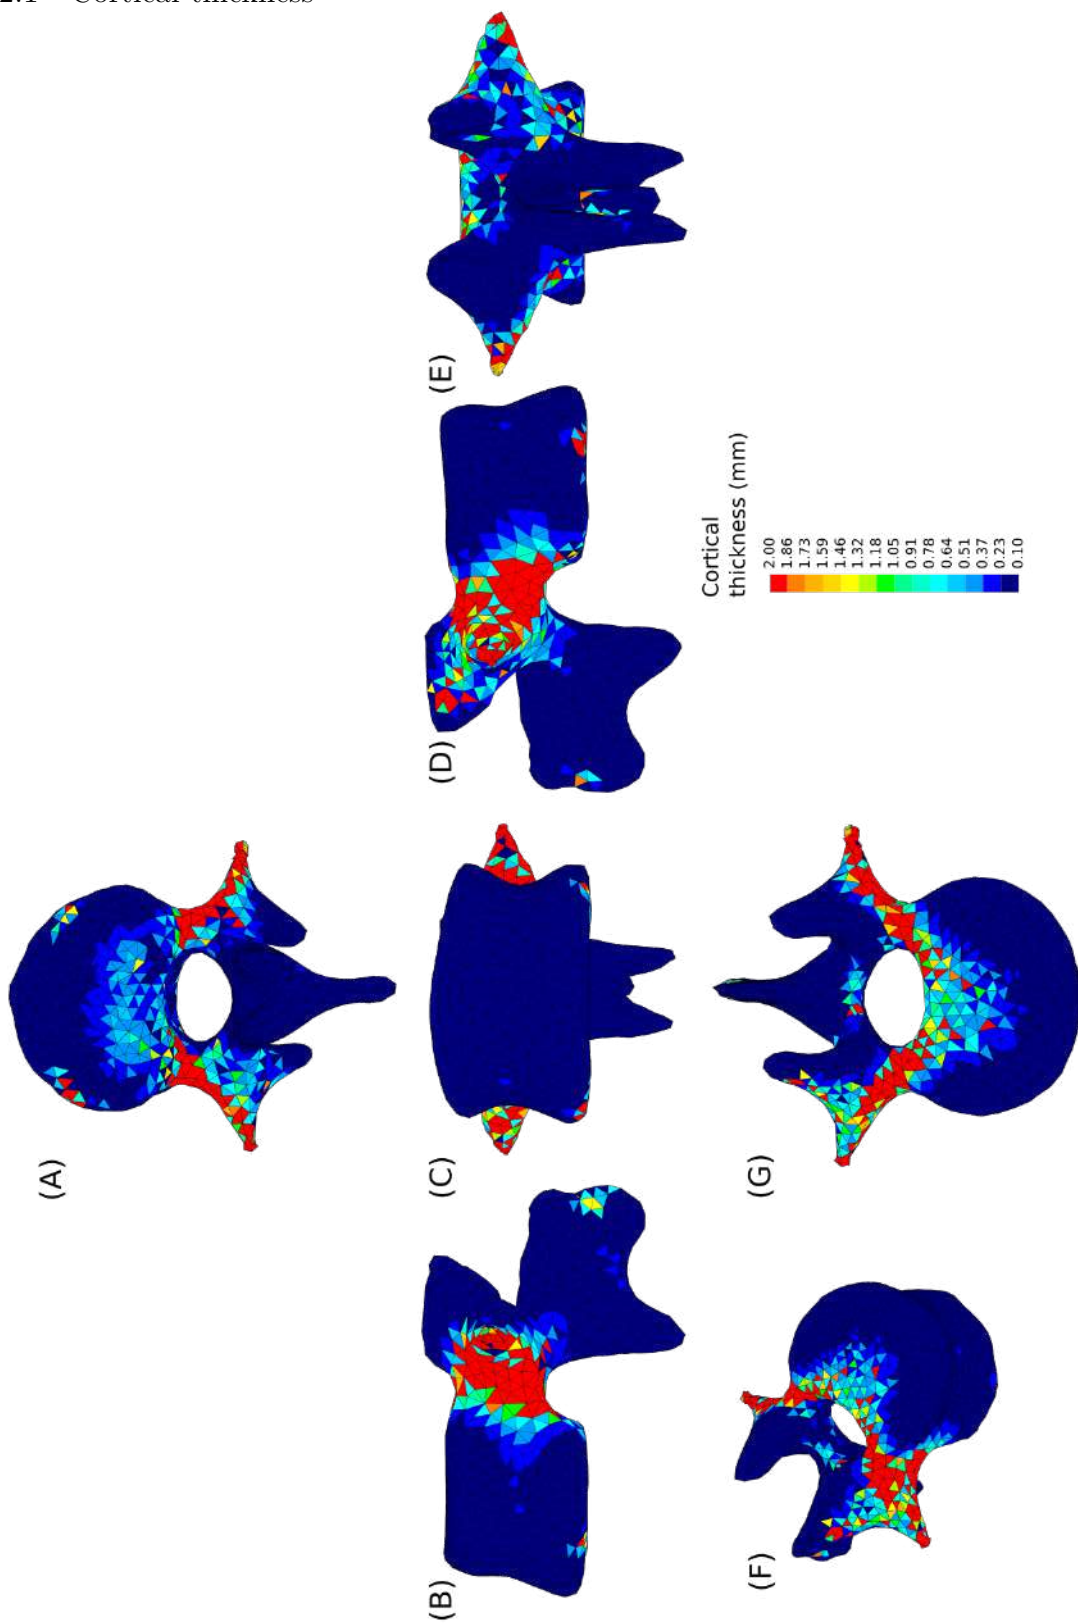 2.1 Cortical thickness
(E)
(D)
Cortical
thickness (mm)
2.00
1.86
1.73
1.59
1.46
1.32
1.18
1.05
0.91
0.78
0.64
0.51
0.37
0.23
0.10
(A)
(C)
(G)
(B)
(F)